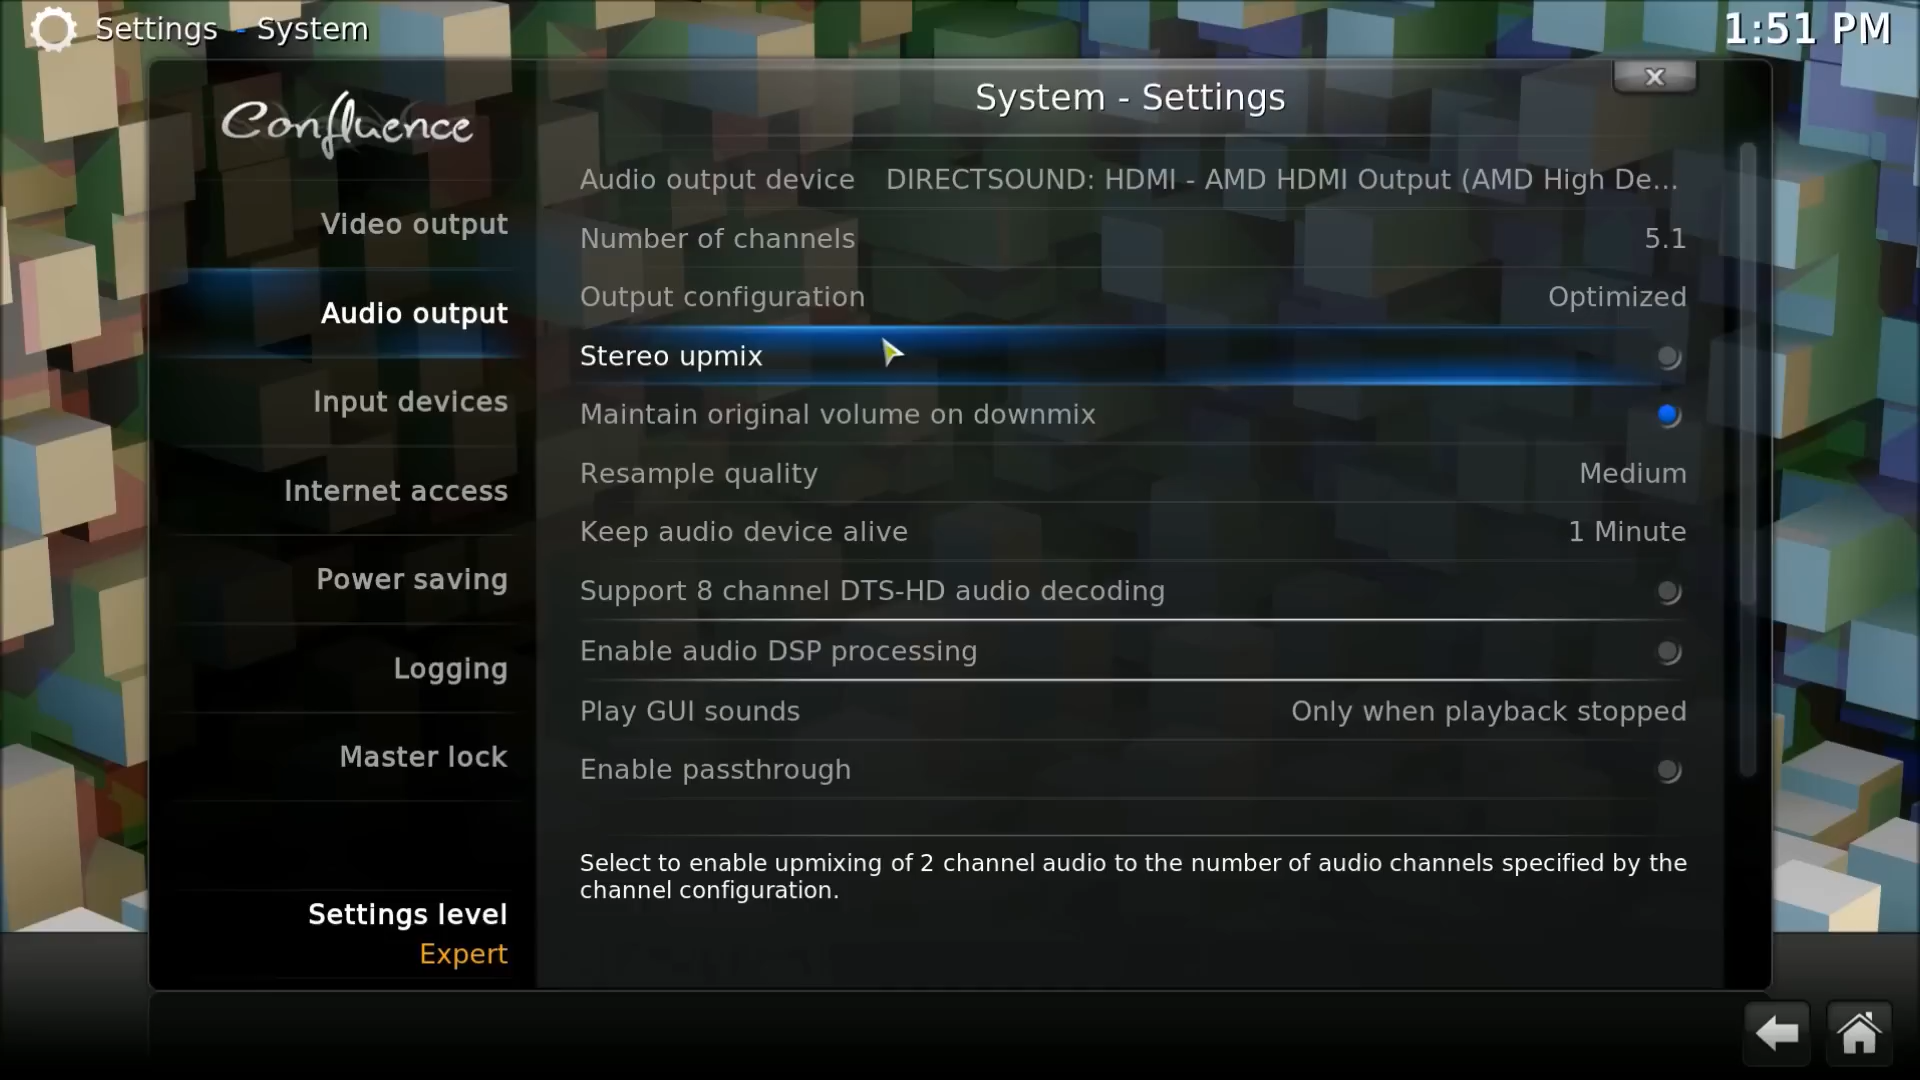 Settings - System
1:51 PM
Confluence
System - Settings
x
Video output
Audio output
Input devices
Internet access
Power saving
Logging
Master lock
Settings level
Expert
Audio output device DIRECTSOUND: HDMI - AMD HDMI Output (AMD High De...
Number of channels 5.1
Output configuration Optimized
Stereo upmix
Maintain original volume on downmix
Resample quality Medium
Keep audio device alive 1 Minute
Support 8 channel DTS-HD audio decoding
Enable audio DSP processing
Play GUI sounds Only when playback stopped
Enable passthrough
Select to enable upmixing of 2 channel audio to the number of audio channels specified by the
channel configuration.